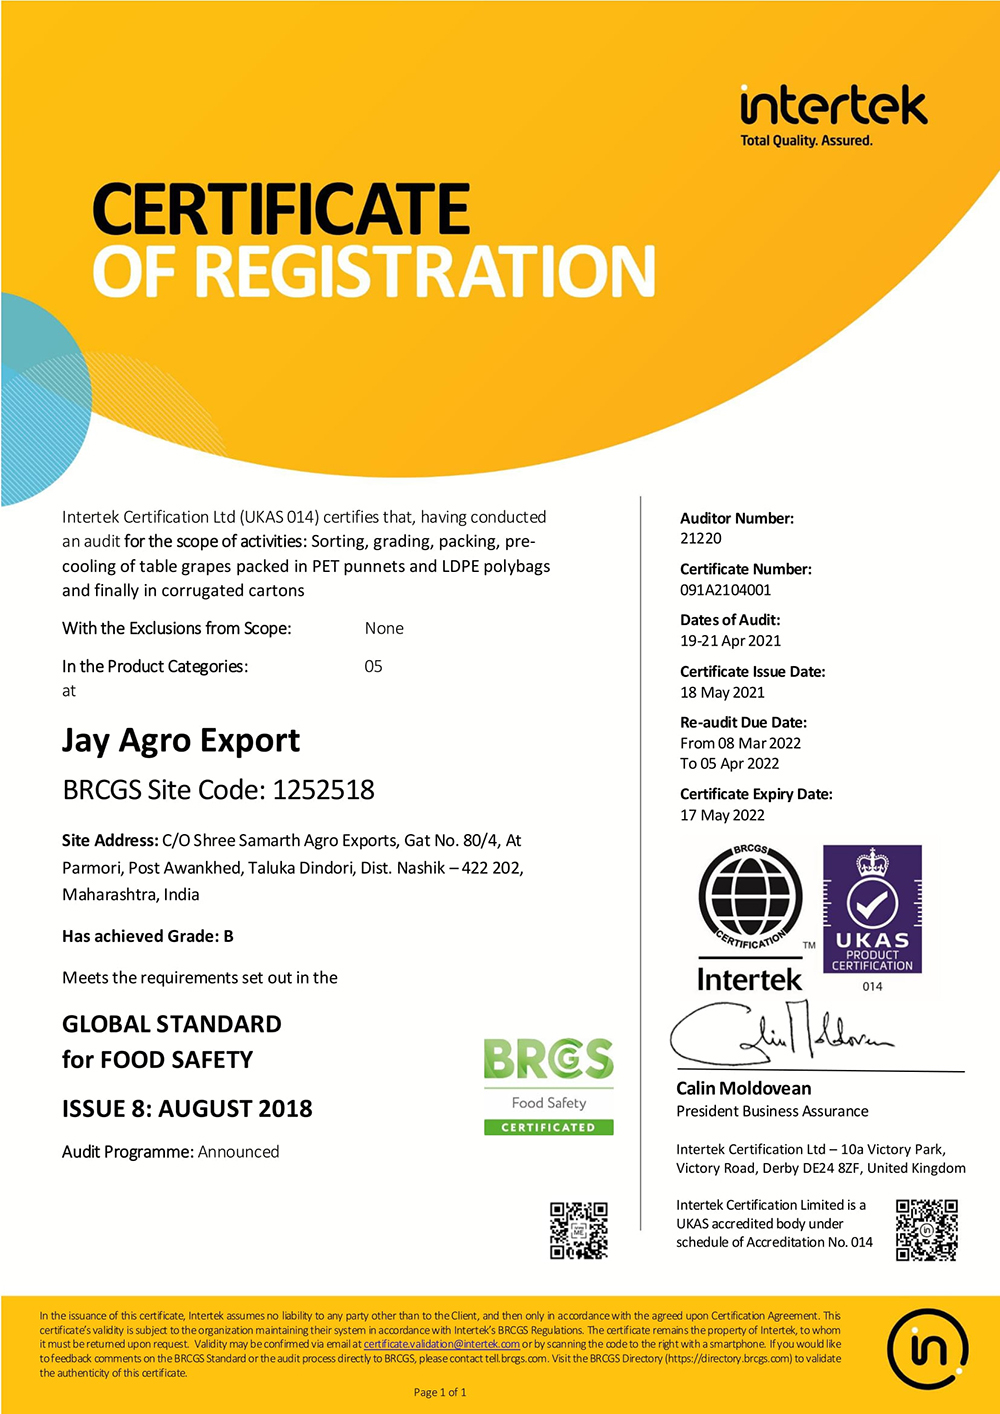 intertek
Total Quality. Assured.
CERTIFICATE
OF REGISTRATION
Intertek Certification Ltd (UKAS 014) certifies that, having conducted
an audit for the scope of activities: Sorting, grading, packing, pre-
cooling of table grapes packed in PET punnets and LDPE polybags
and finally in corrugated cartons
With the Exclusions from Scope: None
In the Product Categories: 05
at
Jay Agro Export
BRCGS Site Code: 1252518
Site Address: C/O Shree Samarth Agro Exports, Gat No. 80/4, At
Parmori, Post Awankhed, Taluka Dindori, Dist. Nashik – 422 202,
Maharashtra, India
Has achieved Grade: B
Meets the requirements set out in the
GLOBAL STANDARD
for FOOD SAFETY
ISSUE 8: AUGUST 2018
Audit Programme: Announced
BRCGS
Food Safety
CERTIFICATED
Auditor Number:
21220
Certificate Number:
091A2104001
Dates of Audit:
19-21 Apr 2021
Certificate Issue Date:
18 May 2021
Re-audit Due Date:
From 08 Mar 2022
To 05 Apr 2022
Certificate Expiry Date:
17 May 2022
BRCGS
CERTIFICATION
TM
Intertek
UKAS
PRODUCT
CERTIFICATION
014
Calin Moldovean
Calin Moldovean
President Business Assurance
Intertek Certification Ltd – 10a Victory Park,
Victory Road, Derby DE24 8ZF, United Kingdom
Intertek Certification Limited is a
UKAS accredited body under
schedule of Accreditation No. 014
in
In the issuance of this certificate, Intertek assumes no liability to any party other than to the Client, and then only in accordance with the agreed upon Certification Agreement. This
certificate's validity is subject to the organization maintaining their system in accordance with Intertek's BRCGS Regulations. The certificate remains the property of Intertek, to whom
it must be returned upon request. Validity may be confirmed via email at certificate.validation@intertek.com or by scanning the code to the right with a smartphone. If you would like
to feedback comments on the BRCGS Standard or the audit process directly to BRCGS, please contact tell.brcgs.com. Visit the BRCGS Directory (https://directory.brcgs.com) to validate
the authenticity of this certificate.
in
Page 1 of 1